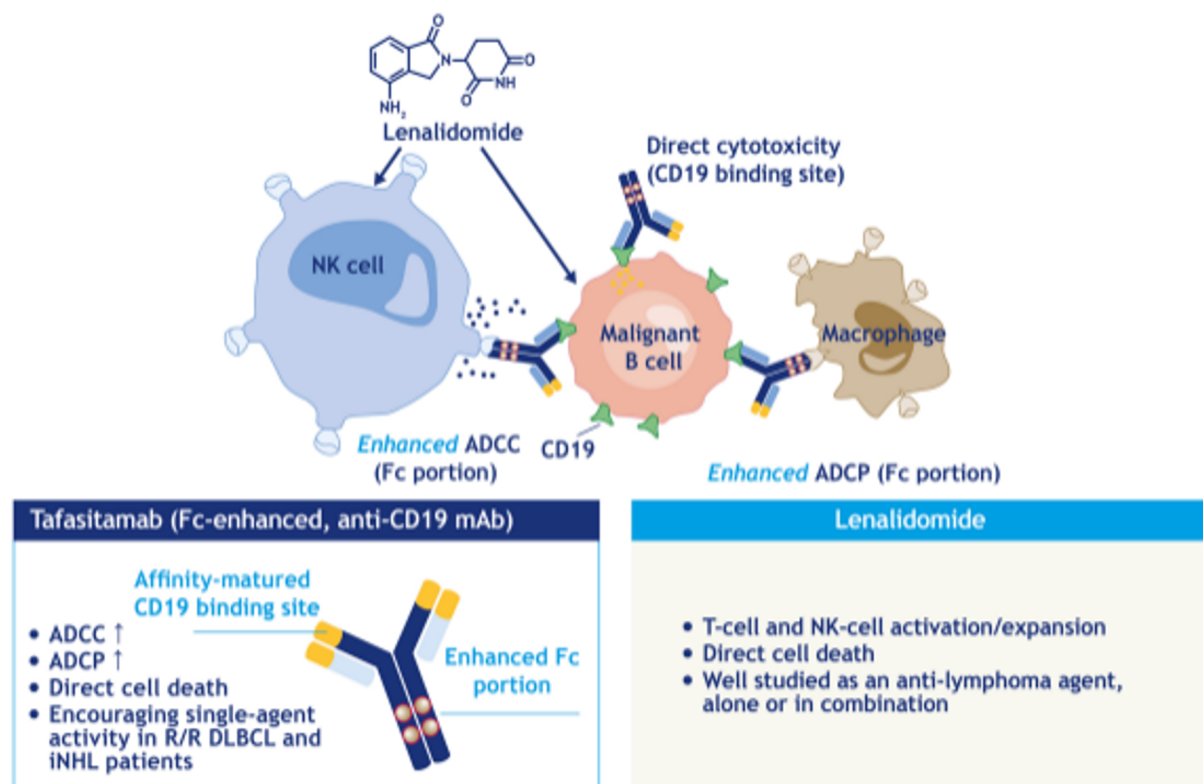 O
N
O
NH
O
NH₂
Lenalidomide
Direct cytotoxicity
(CD19 binding site)
NK cell
Malignant
B cell
Macrophage
Enhanced ADCC
(Fc portion)
CD19
Enhanced ADCP (Fc portion)
Tafasitamab (Fc-enhanced, anti-CD19 mAb)
Affinity-matured
CD19 binding site
• ADCC ↑
• ADCP ↑
• Direct cell death
• Encouraging single-agent
activity in R/R DLBCL and
iNHL patients
Enhanced Fc
portion
Lenalidomide
• T-cell and NK-cell activation/expansion
• Direct cell death
• Well studied as an anti-lymphoma agent,
alone or in combination